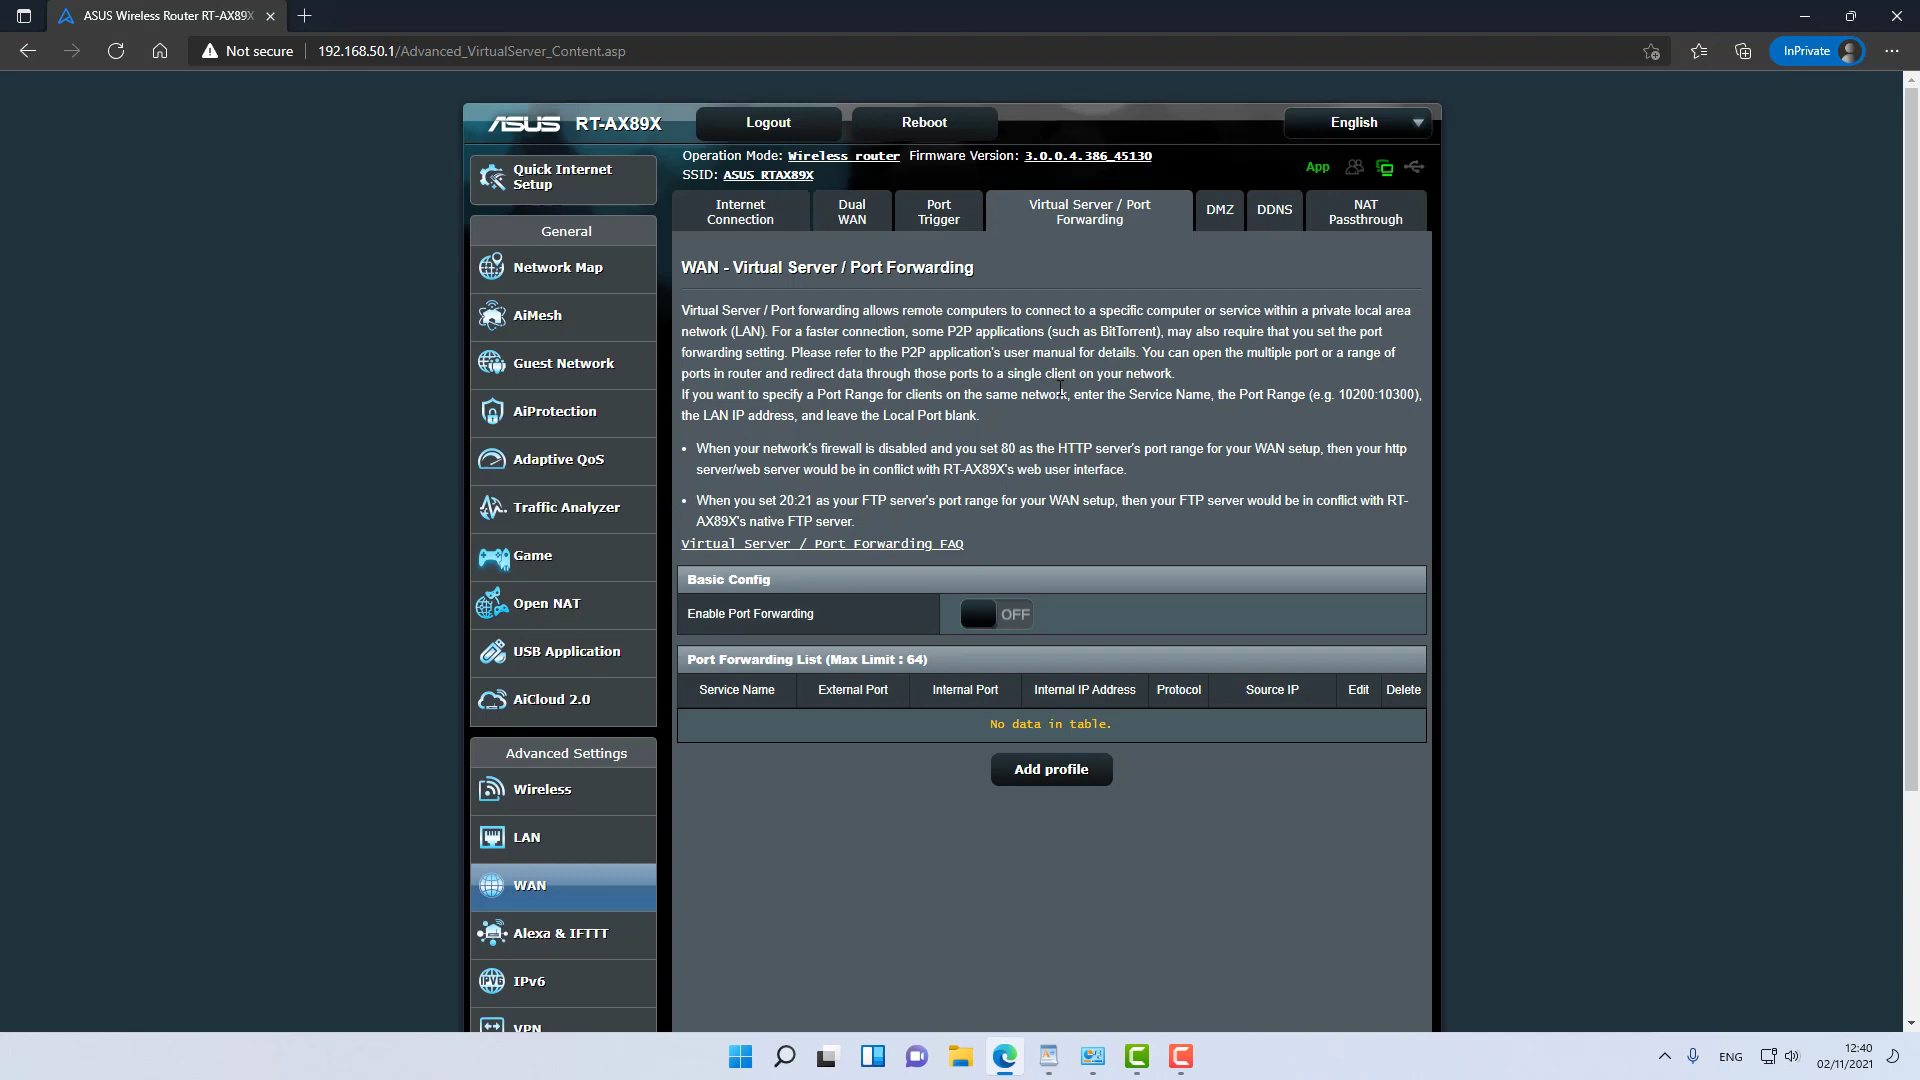 ASUS Wireless Router RT-AX89X
Not secure
192.168.50.1/Advanced_VirtualServer_Content.asp
InPrivate
ASUS RT-AX89X
Logout
Reboot
English
Operation Mode: Wireless router Firmware Version: 3.0.0.4.386_45130
SSID: ASUS_RTAX89X
App
Quick Internet
Setup
General
Network Map
AiMesh
Guest Network
AiProtection
Adaptive QoS
Traffic Analyzer
Game
Open NAT
USB Application
AiCloud 2.0
Advanced Settings
Wireless
LAN
WAN
Alexa & IFTTT
IPv6
VPN
Internet
Connection
Dual
WAN
Port
Trigger
Virtual Server / Port
Forwarding
DMZ
DDNS
NAT
Passthrough
WAN - Virtual Server / Port Forwarding
Virtual Server / Port forwarding allows remote computers to connect to a specific computer or service within a private local area
network (LAN). For a faster connection, some P2P applications (such as BitTorrent), may also require that you set the port
forwarding setting. Please refer to the P2P application's user manual for details. You can open the multiple port or a range of
ports in router and redirect data through those ports to a single client on your network.
If you want to specify a Port Range for clients on the same network, enter the Service Name, the Port Range (e.g. 10200:10300),
the LAN IP address, and leave the Local Port blank.
• When your network's firewall is disabled and you set 80 as the HTTP server's port range for your WAN setup, then your http
server/web server would be in conflict with RT-AX89X's web user interface.
• When you set 20:21 as your FTP server's port range for your WAN setup, then your FTP server would be in conflict with RT-
AX89X's native FTP server.
Virtual Server / Port Forwarding FAQ
Basic Config
Enable Port Forwarding
OFF
Port Forwarding List (Max Limit : 64)
Service Name
External Port
Internal Port
Internal IP Address
Protocol
Source IP
Edit
Delete
No data in table.
Add profile
ENG
12:40
02/11/2021